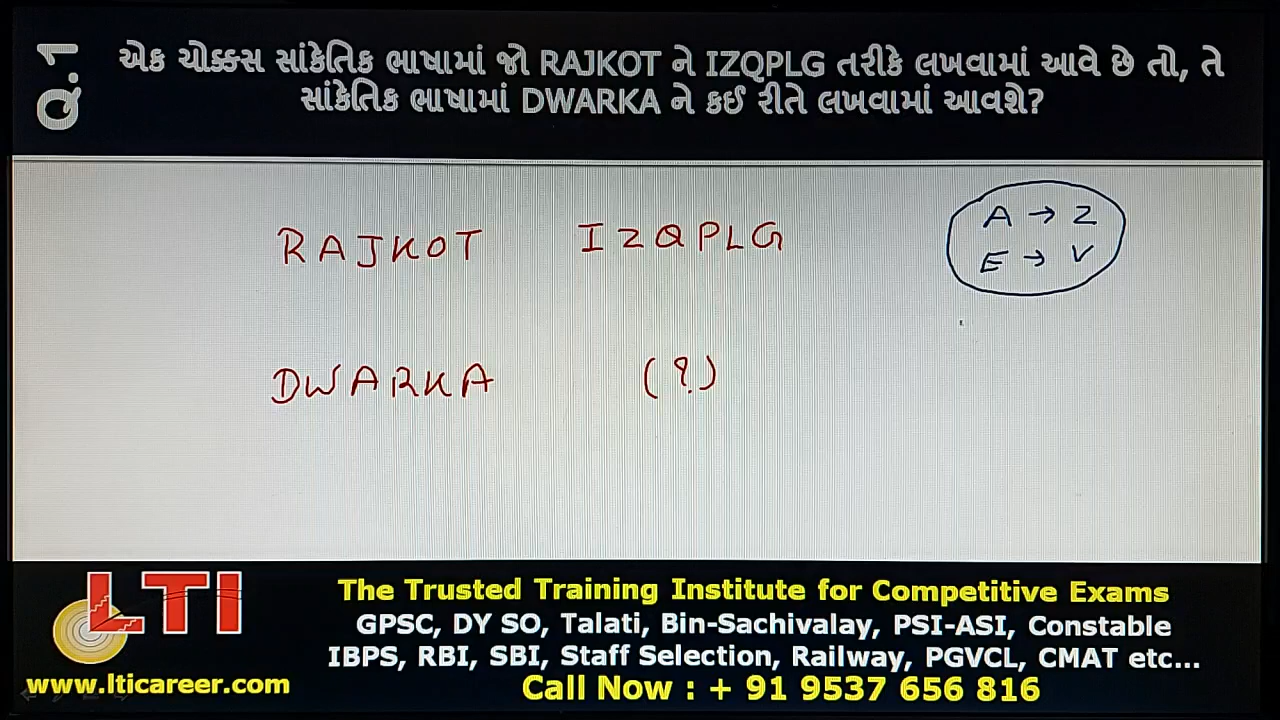 Q.1
એક ચોક્કસ સાંકેતિક ભાષામાં જો RAJKOT ને IZQPLG તરીકે લખવામાં આવે છે તો, તે
સાંકેતિક ભાષામાં DWARKA ને કઈ રીતે લખવામાં આવશે?
RAJKOT IZQPLG
A → Z
E → V
DWARKA (?)
LTI
www.lticareer.com
The Trusted Training Institute for Competitive Exams
GPSC, DY SO, Talati, Bin-Sachivalay, PSI-ASI, Constable
IBPS, RBI, SBI, Staff Selection, Railway, PGVCL, CMAT etc...
Call Now : + 91 9537 656 816